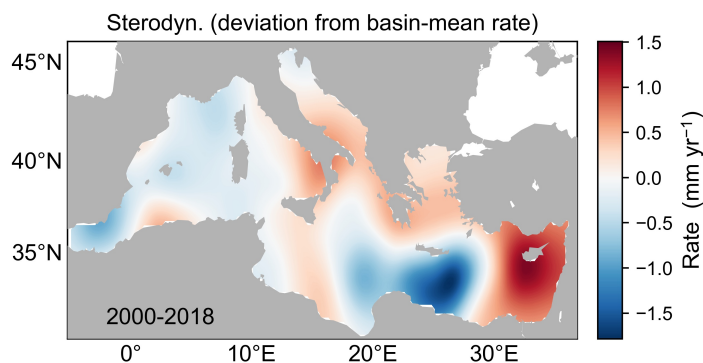 Sterodyn. (deviation from basin-mean rate)
45°N
40°N
35°N
2000-2018
0° 10°E 20°E 30°E
1.5
1.0
0.5
0.0
−0.5
−1.0
−1.5
Rate (mm yr⁻¹)